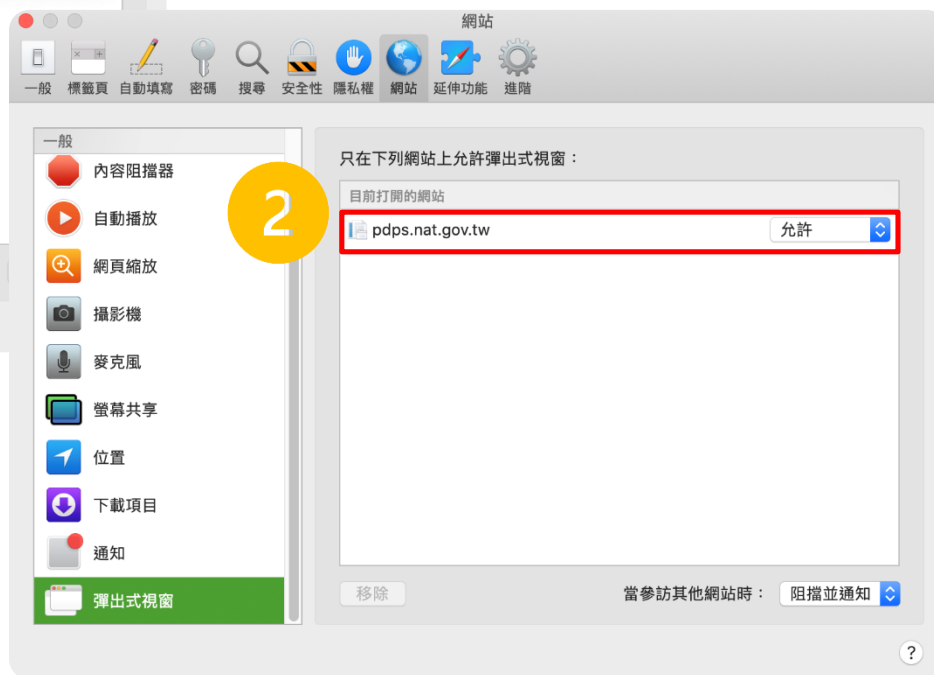 網站
一般 標籤頁 自動填寫 密碼 搜尋 安全性 隱私權 網站 延伸功能 進階
一般
內容阻擋器
自動播放
網頁縮放
攝影機
麥克風
螢幕共享
位置
下載項目
通知
彈出式視窗
2
只在下列網站上允許彈出式視窗：
目前打開的網站
pdps.nat.gov.tw 允許
移除 當參訪其他網站時： 阻擋並通知
?